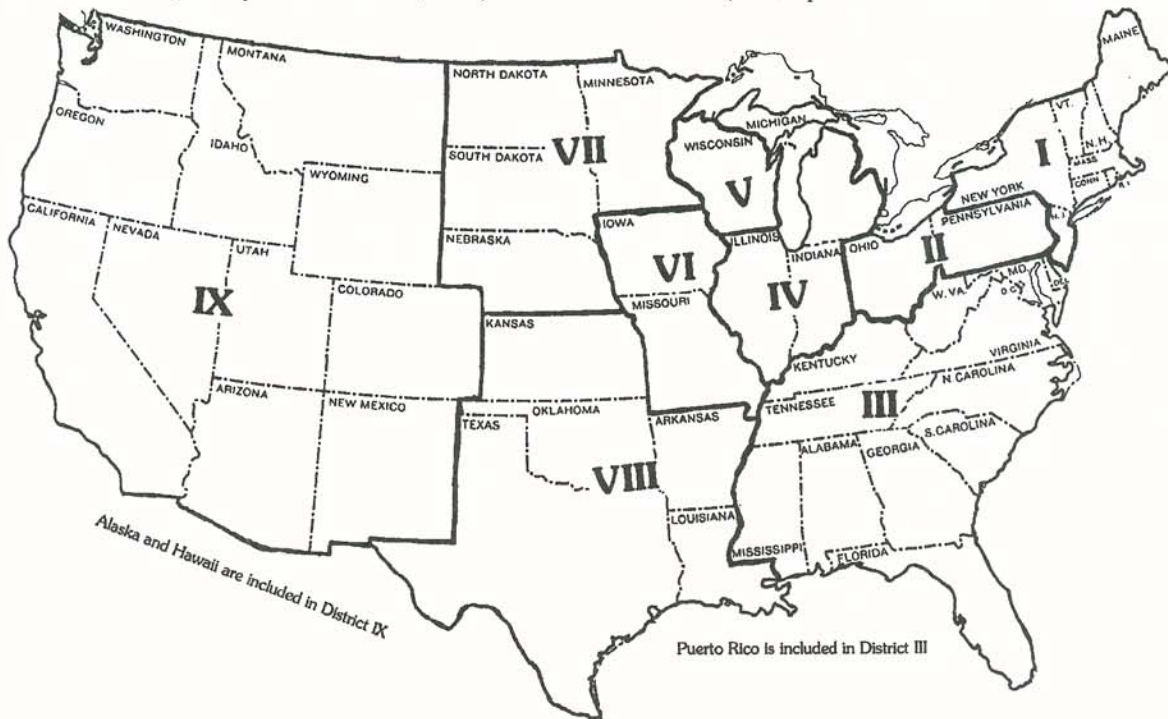 WASHINGTON
MONTANA
NORTH DAKOTA
MINNESOTA
MAINE
OREGON
IDAHO
SOUTH DAKOTA
VII
WISCONSIN
MICHIGAN
VT.
N.H.
I
MASS
CONN
R.I.
WYOMING
V
NEW YORK
CALIFORNIA
NEVADA
UTAH
NEBRASKA
IOWA
ILLINOIS
INDIANA
OHIO
PENNSYLVANIA
N.J.
II
VI
IX
COLORADO
MISSOURI
IV
W. VA.
MD.
D.C.
DEL.
KANSAS
KENTUCKY
VIRGINIA
ARIZONA
NEW MEXICO
OKLAHOMA
TEXAS
ARKANSAS
TENNESSEE
III
N. CAROLINA
S. CAROLINA
ALABAMA
GEORGIA
VIII
LOUISIANA
MISSISSIPPI
FLORIDA
Alaska and Hawaii are included in District IX
Puerto Rico is included in District III